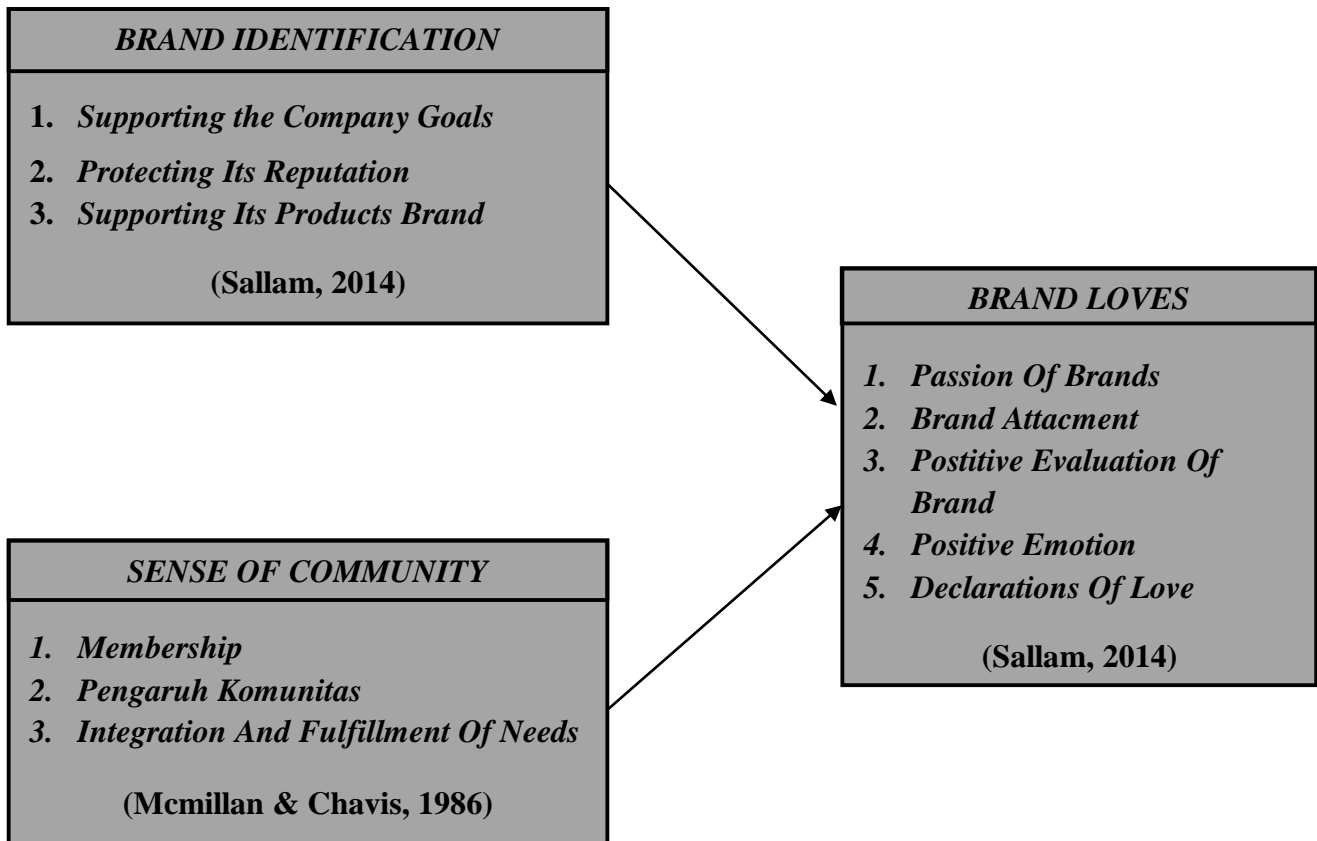 BRAND IDENTIFICATION
1. Supporting the Company Goals
2. Protecting Its Reputation
3. Supporting Its Products Brand
(Sallam, 2014)
SENSE OF COMMUNITY
1. Membership
2. Pengaruh Komunitas
3. Integration And Fulfillment Of Needs
(Mcmillan & Chavis, 1986)
BRAND LOVES
1. Passion Of Brands
2. Brand Attacment
3. Postitive Evaluation Of
Brand
4. Positive Emotion
5. Declarations Of Love
(Sallam, 2014)